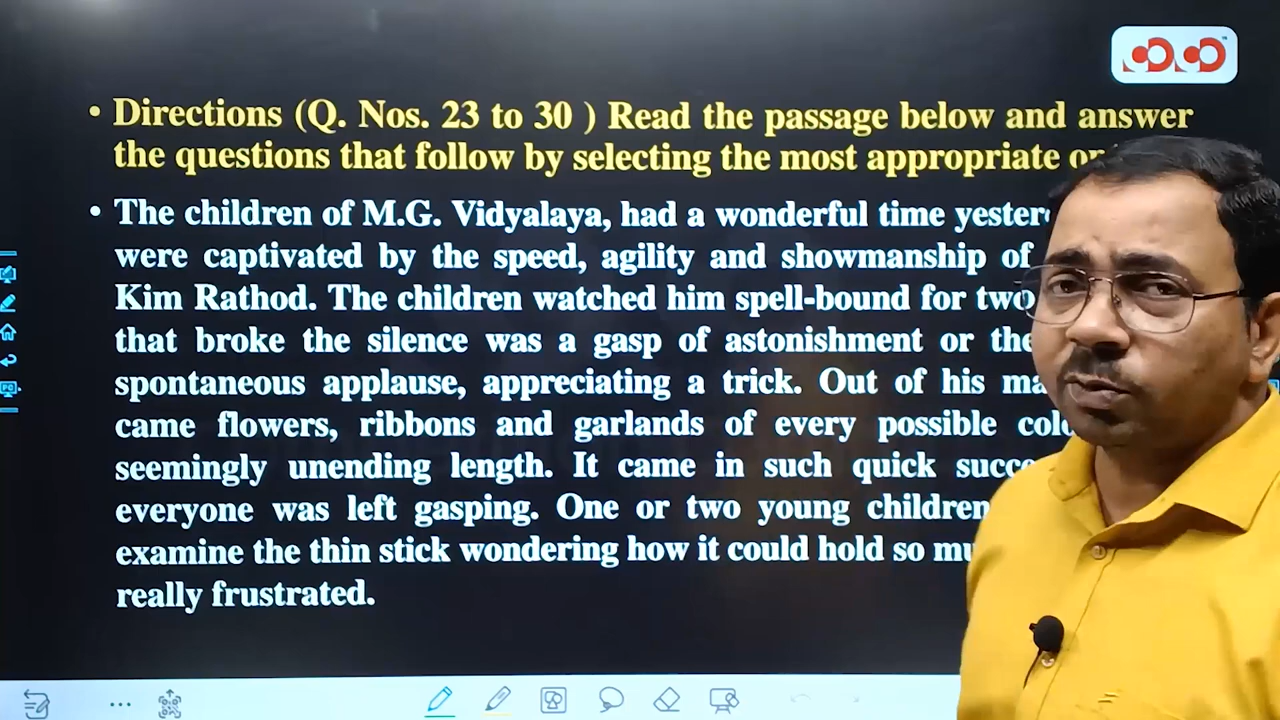 • Directions (Q. Nos. 23 to 30 ) Read the passage below and answer
the questions that follow by selecting the most appropriate
• The children of M.G. Vidyalaya, had a wonderful time
were captivated by the speed, agility and showmanship of
Kim Rathod. The children watched him spell-bound for two
that broke the silence was a gasp of astonishment or the
spontaneous applause, appreciating a trick. Out of his
came flowers, ribbons and garlands of every possible
seemingly unending length. It came in such quick
everyone was left gasping. One or two young children
examine the thin stick wondering how it could hold so
really frustrated.